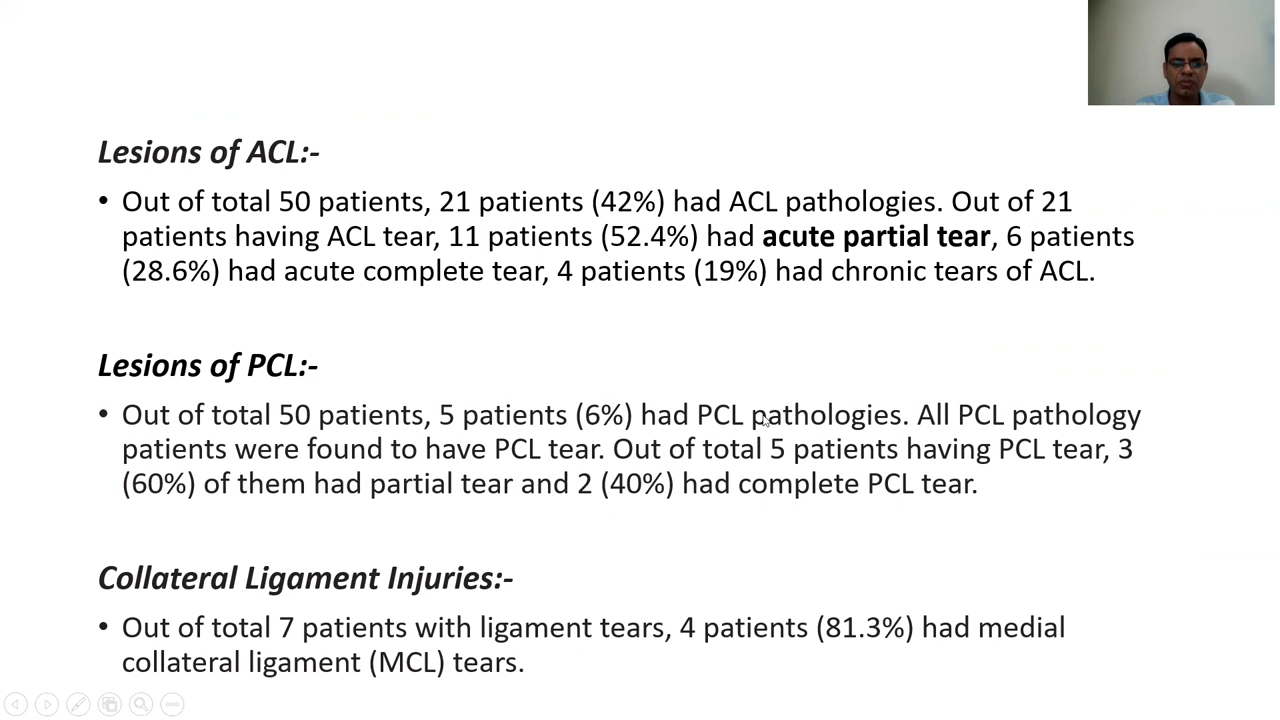 Lesions of ACL:-
• Out of total 50 patients, 21 patients (42%) had ACL pathologies. Out of 21
patients having ACL tear, 11 patients (52.4%) had acute partial tear, 6 patients
(28.6%) had acute complete tear, 4 patients (19%) had chronic tears of ACL.
Lesions of PCL:-
• Out of total 50 patients, 5 patients (6%) had PCL pathologies. All PCL pathology
patients were found to have PCL tear. Out of total 5 patients having PCL tear, 3
(60%) of them had partial tear and 2 (40%) had complete PCL tear.
Collateral Ligament Injuries:-
• Out of total 7 patients with ligament tears, 4 patients (81.3%) had medial
collateral ligament (MCL) tears.